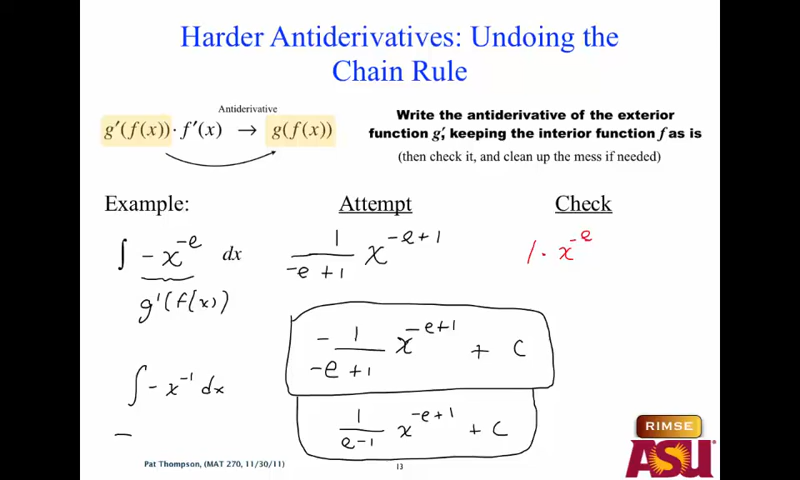 Harder Antiderivatives: Undoing the
Chain Rule
Antiderivative
g′(f(x))·f′(x) → g(f(x))
Write the antiderivative of the exterior
function g′, keeping the interior function f as is
(then check it, and clean up the mess if needed)
Example: Attempt Check
∫ -x^{-e} dx
1/(-e+1) x^{-e+1}
1· x^{-e}
g'(f(x))
-1/(-e+1) x^{-e+1} + C
∫ -x^{-1} dx
1/(e-1) x^{-e+1} + C
Pat Thompson, (MAT 270, 11/30/11)
13
RIMSE
ASU